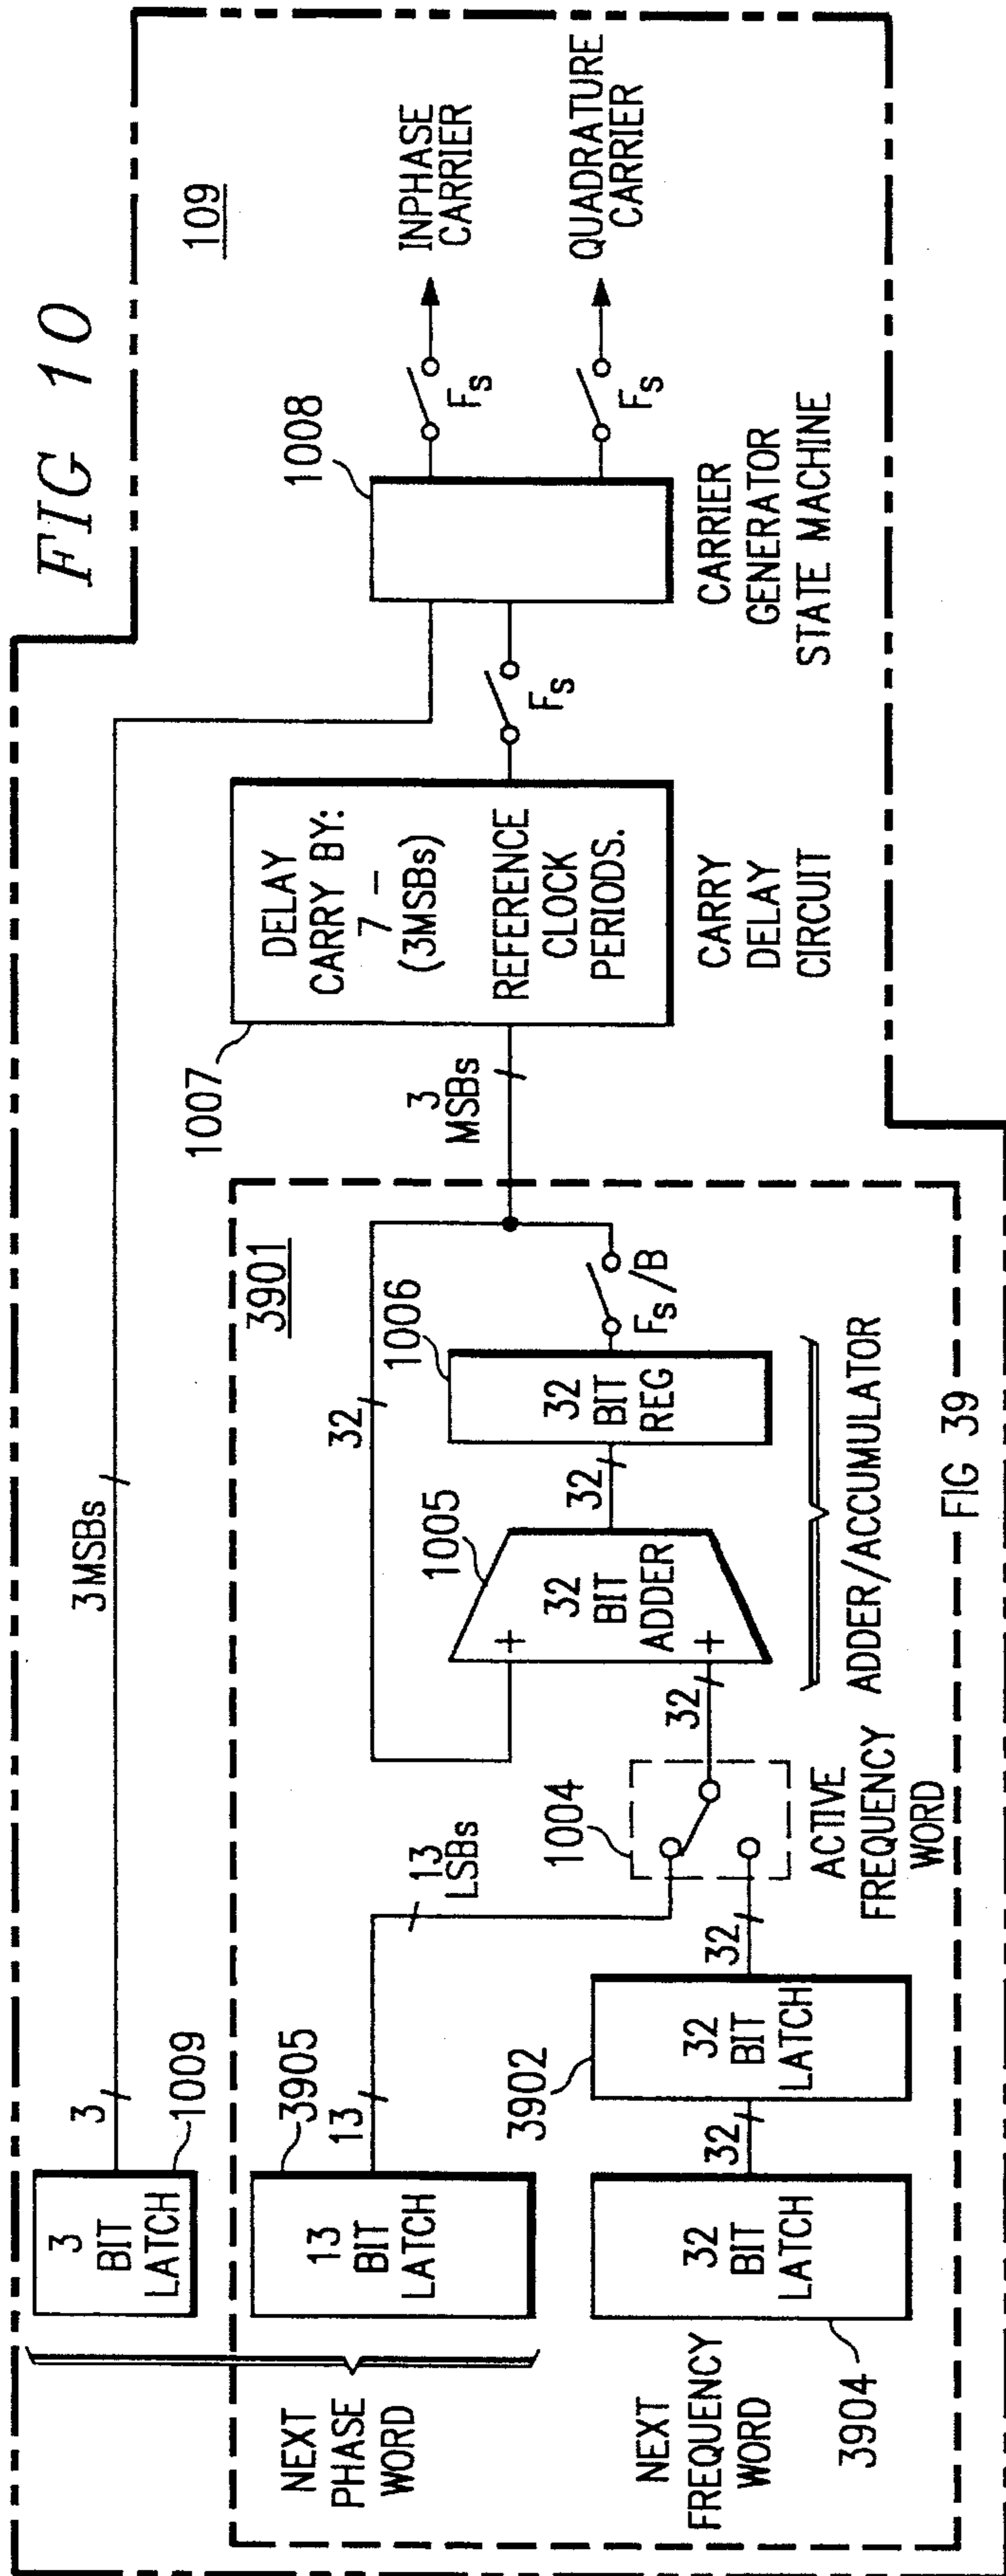 FIG 10
109
3
BIT
LATCH
1009
3
3MSBs
NEXT
PHASE
WORD
13
BIT
LATCH
3905
13
13
LSBs
NEXT
FREQUENCY
WORD
32
BIT
LATCH
3904
32
32
BIT
LATCH
3902
32
1004
ACTIVE
FREQUENCY
WORD
32
+
+
32
BIT
ADDER
1005
32
32
BIT
REG
1006
32
Fs/B
ADDER/ACCUMULATOR
3901
FIG 39
3
MSBs
1007
DELAY
CARRY BY:
7 –
(3MSBs)
REFERENCE
CLOCK
PERIODS.
CARRY
DELAY
CIRCUIT
Fs
1008
CARRIER
GENERATOR
STATE MACHINE
Fs
INPHASE
CARRIER
Fs
QUADRATURE
CARRIER